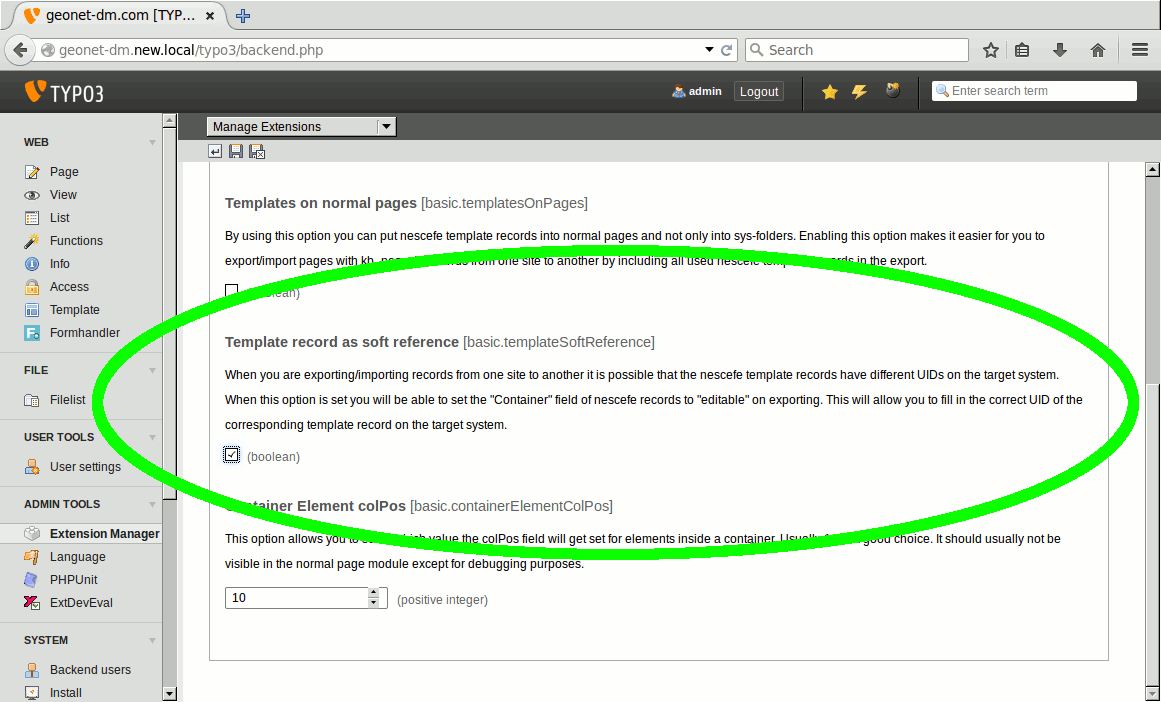 geonet-dm.com [TYP...
geonet-dm.new.local/typo3/backend.php
Search
TYPO3
admin
Logout
Enter search term
Manage Extensions
WEB
Page
View
List
Functions
Info
Access
Template
Formhandler
FILE
Filelist
USER TOOLS
User settings
ADMIN TOOLS
Extension Manager
Language
PHPUnit
ExtDevEval
SYSTEM
Backend users
Install
Templates on normal pages [basic.templatesOnPages]
By using this option you can put nescefe template records into normal pages and not only into sys-folders. Enabling this option makes it easier for you to
export/import pages with kb_ from one site to another by including all used nescefe in the export.
Template record as soft reference [basic.templateSoftReference]
When you are exporting/importing records from one site to another it is possible that the nescefe template records have different UIDs on the target system.
When this option is set you will be able to set the "Container" field of nescefe records to "editable" on exporting. This will allow you to fill in the correct UID of the
corresponding template record on the target system.
(boolean)
Container Element colPos [basic.containerElementColPos]
This option allows you to value the colPos field will get set for elements inside a container. Usually good choice. It should usually not be
visible in the normal page module except for debugging purposes.
10
(positive integer)